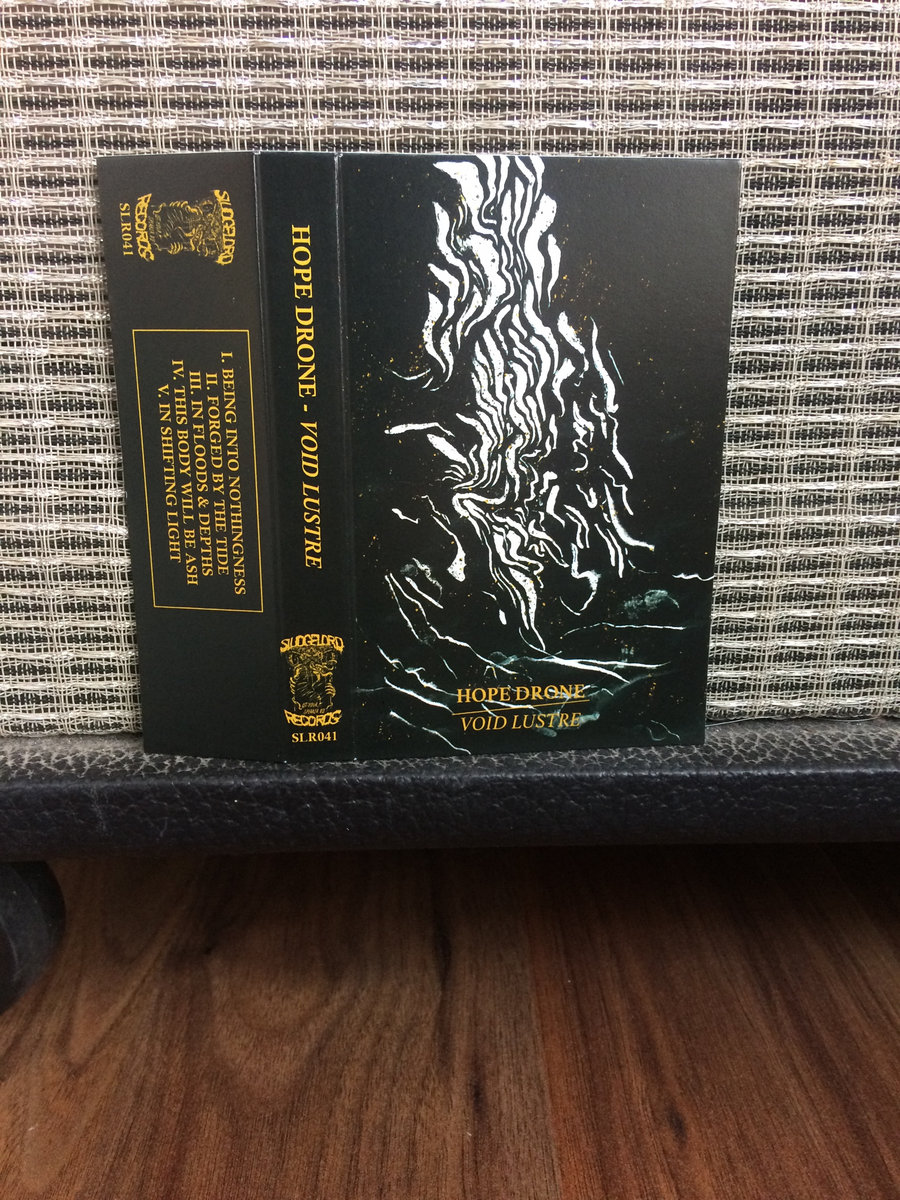 SLUDGELORD
RECORDS
SLR041
I. BEING INTO NOTHINGNESS
II. FORGED BY THE TIDE
III. IN FLOODS & DEPTHS
IV. THIS BODY WILL BE ASH
V. IN SHIFTING LIGHT
HOPE DRONE - VOID LUSTRE
SLUDGELORD
RECORDS
SLR041
HOPE DRONE
VOID LUSTRE